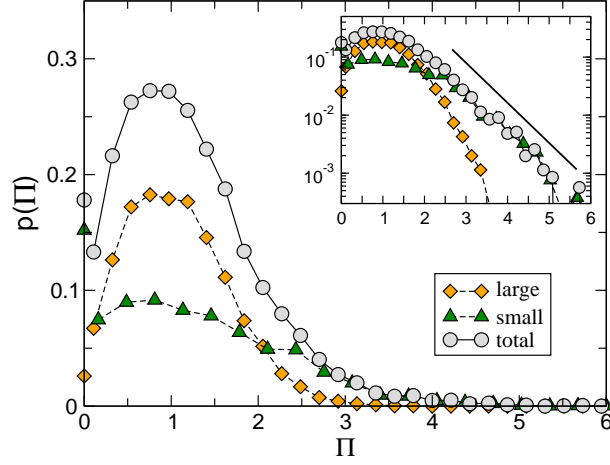 0.3
0.2
0.1
0
p(Π)
0 1 2 3 4 5 6
Π
10⁻¹
10⁻²
10⁻³
0 1 2 3 4 5 6
large
small
total